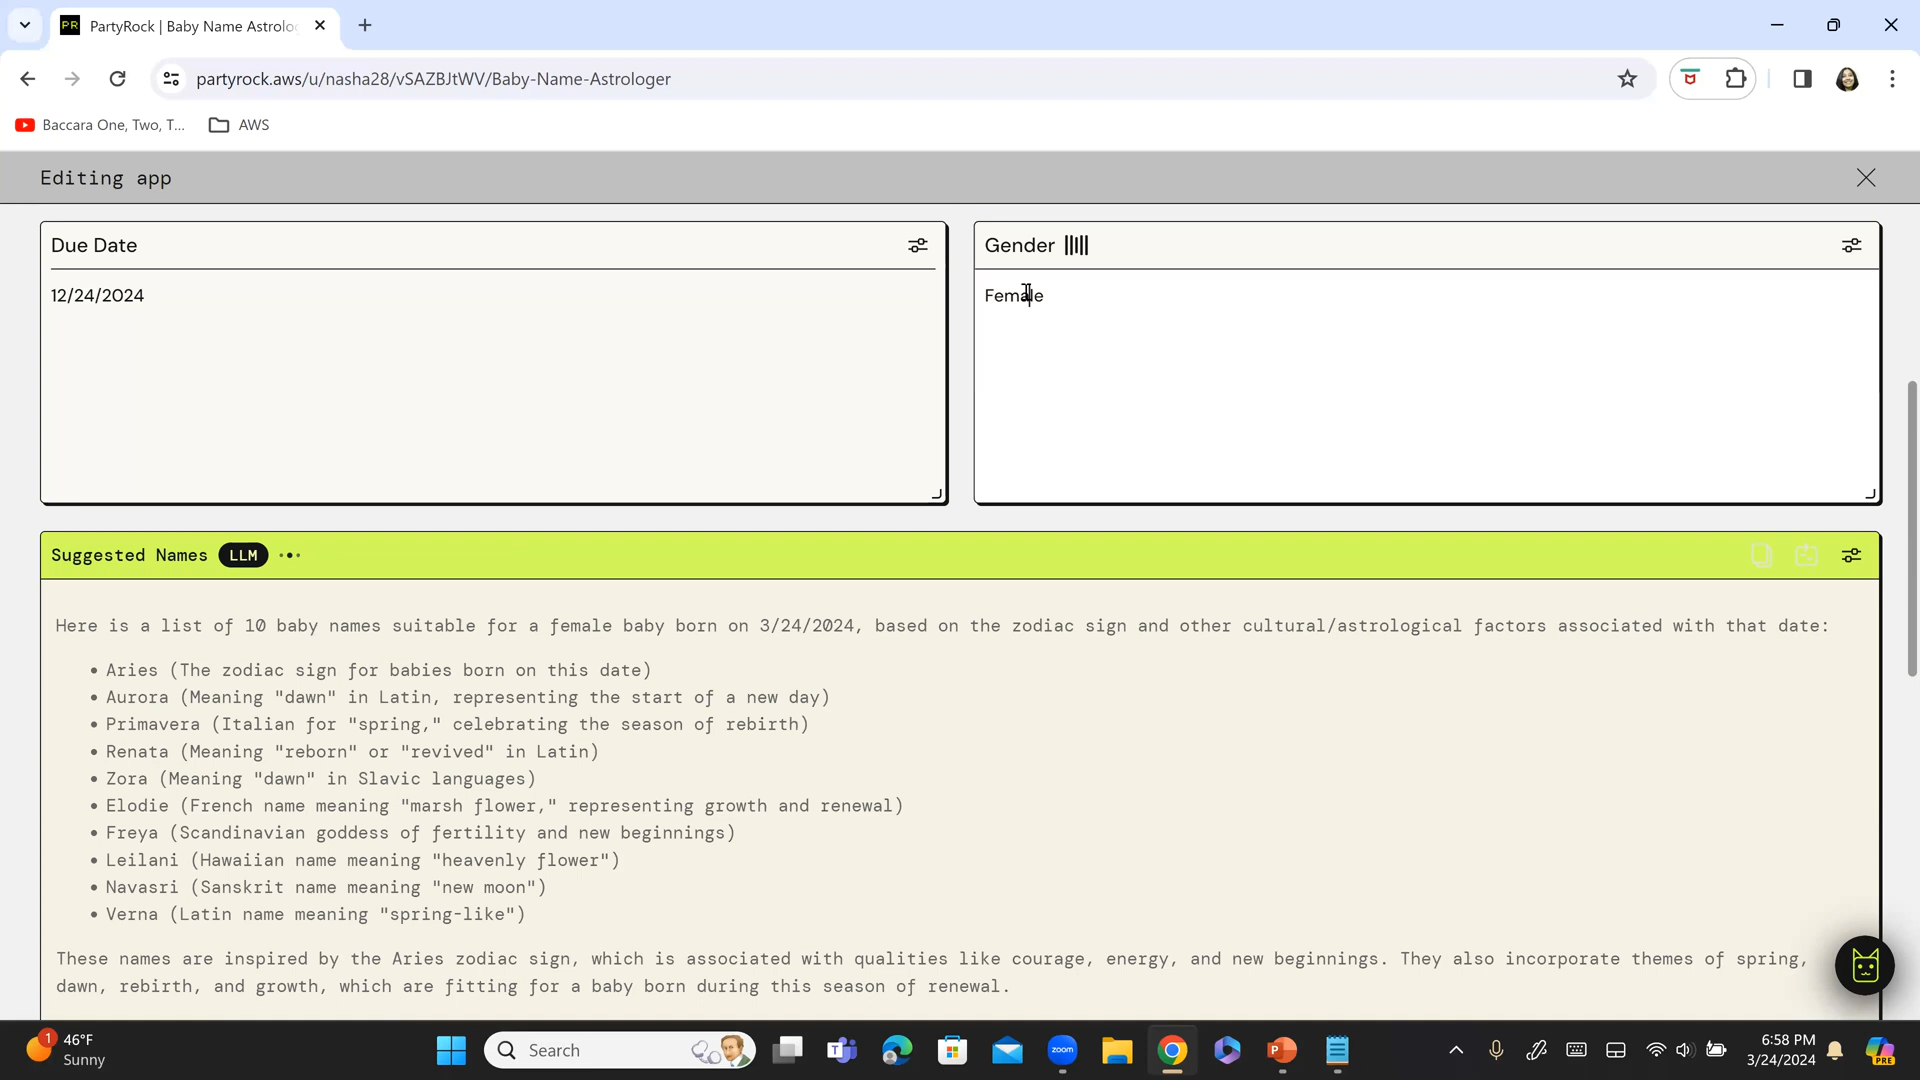 PR PartyRock | Baby Name Astrolo
partyrock.aws/u/nasha28/vSAZBJtWV/Baby-Name-Astrologer
Baccara One, Two, T...
AWS
Editing app
Due Date
12/24/2024
Gender
Female
Suggested Names LLM
Here is a list of 10 baby names suitable for a female baby born on 3/24/2024, based on the zodiac sign and other cultural/astrological factors associated with that date:
• Aries (The zodiac sign for babies born on this date)
• Aurora (Meaning "dawn" in Latin, representing the start of a new day)
• Primavera (Italian for "spring," celebrating the season of rebirth)
• Renata (Meaning "reborn" or "revived" in Latin)
• Zora (Meaning "dawn" in Slavic languages)
• Elodie (French name meaning "marsh flower," representing growth and renewal)
• Freya (Scandinavian goddess of fertility and new beginnings)
• Leilani (Hawaiian name meaning "heavenly flower")
• Navasri (Sanskrit name meaning "new moon")
• Verna (Latin name meaning "spring-like")
These names are inspired by the Aries zodiac sign, which is associated with qualities like courage, energy, and new beginnings. They also incorporate themes of spring,
dawn, rebirth, and growth, which are fitting for a baby born during this season of renewal.
1
46°F
Sunny
Search
zoom
6:58 PM
3/24/2024
PRE